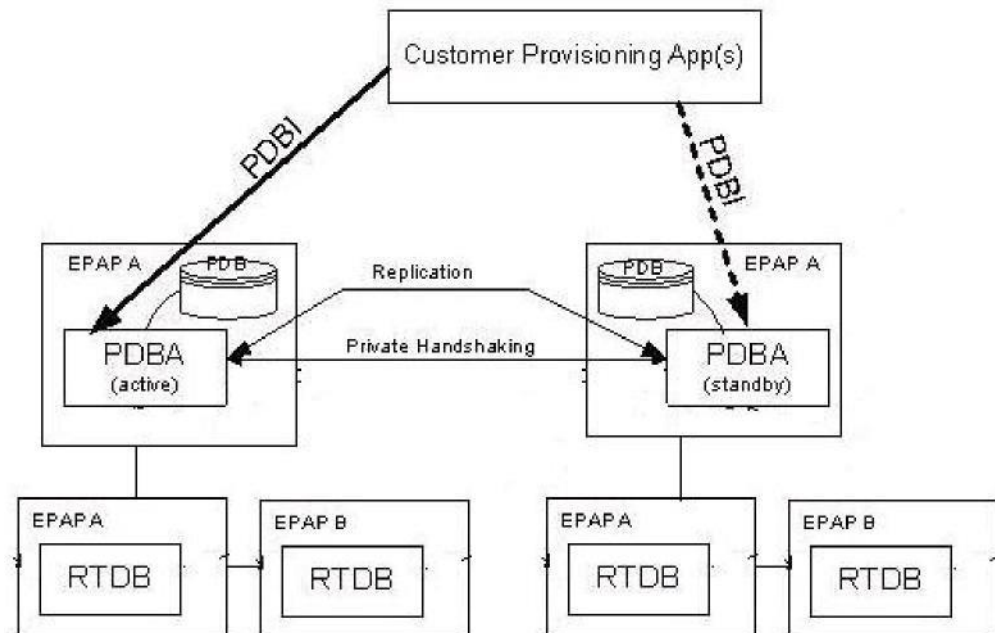 Customer Provisioning App(s)
PDBI
PDBI
EPAP A
PDB
Replication
PDB
EPAP A
PDBA
(active)
Private Handshaking
PDBA
(standby)
EPAP A
RTDB
EPAP B
RTDB
EPAP A
RTDB
EPAP B
RTDB